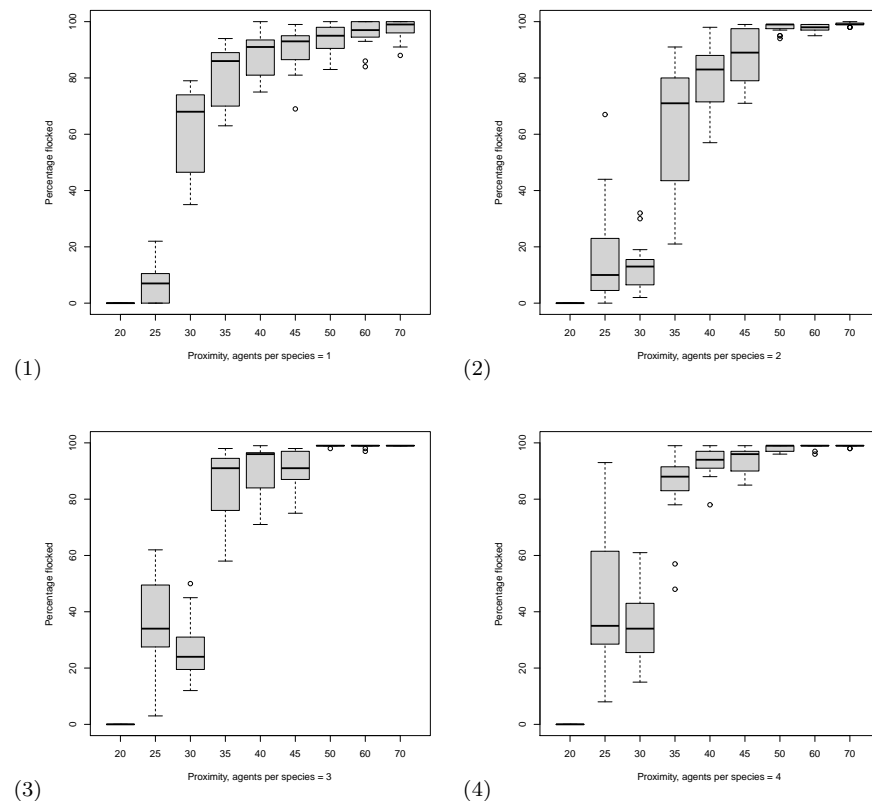 Percentage flocked
0 20 40 60 80 100
20 25 30 35 40 45 50 60 70
Proximity, agents per species = 1
(1)
Percentage flocked
0 20 40 60 80 100
20 25 30 35 40 45 50 60 70
Proximity, agents per species = 2
(2)
Percentage flocked
0 20 40 60 80 100
20 25 30 35 40 45 50 60 70
Proximity, agents per species = 3
(3)
Percentage flocked
0 20 40 60 80 100
20 25 30 35 40 45 50 60 70
Proximity, agents per species = 4
(4)